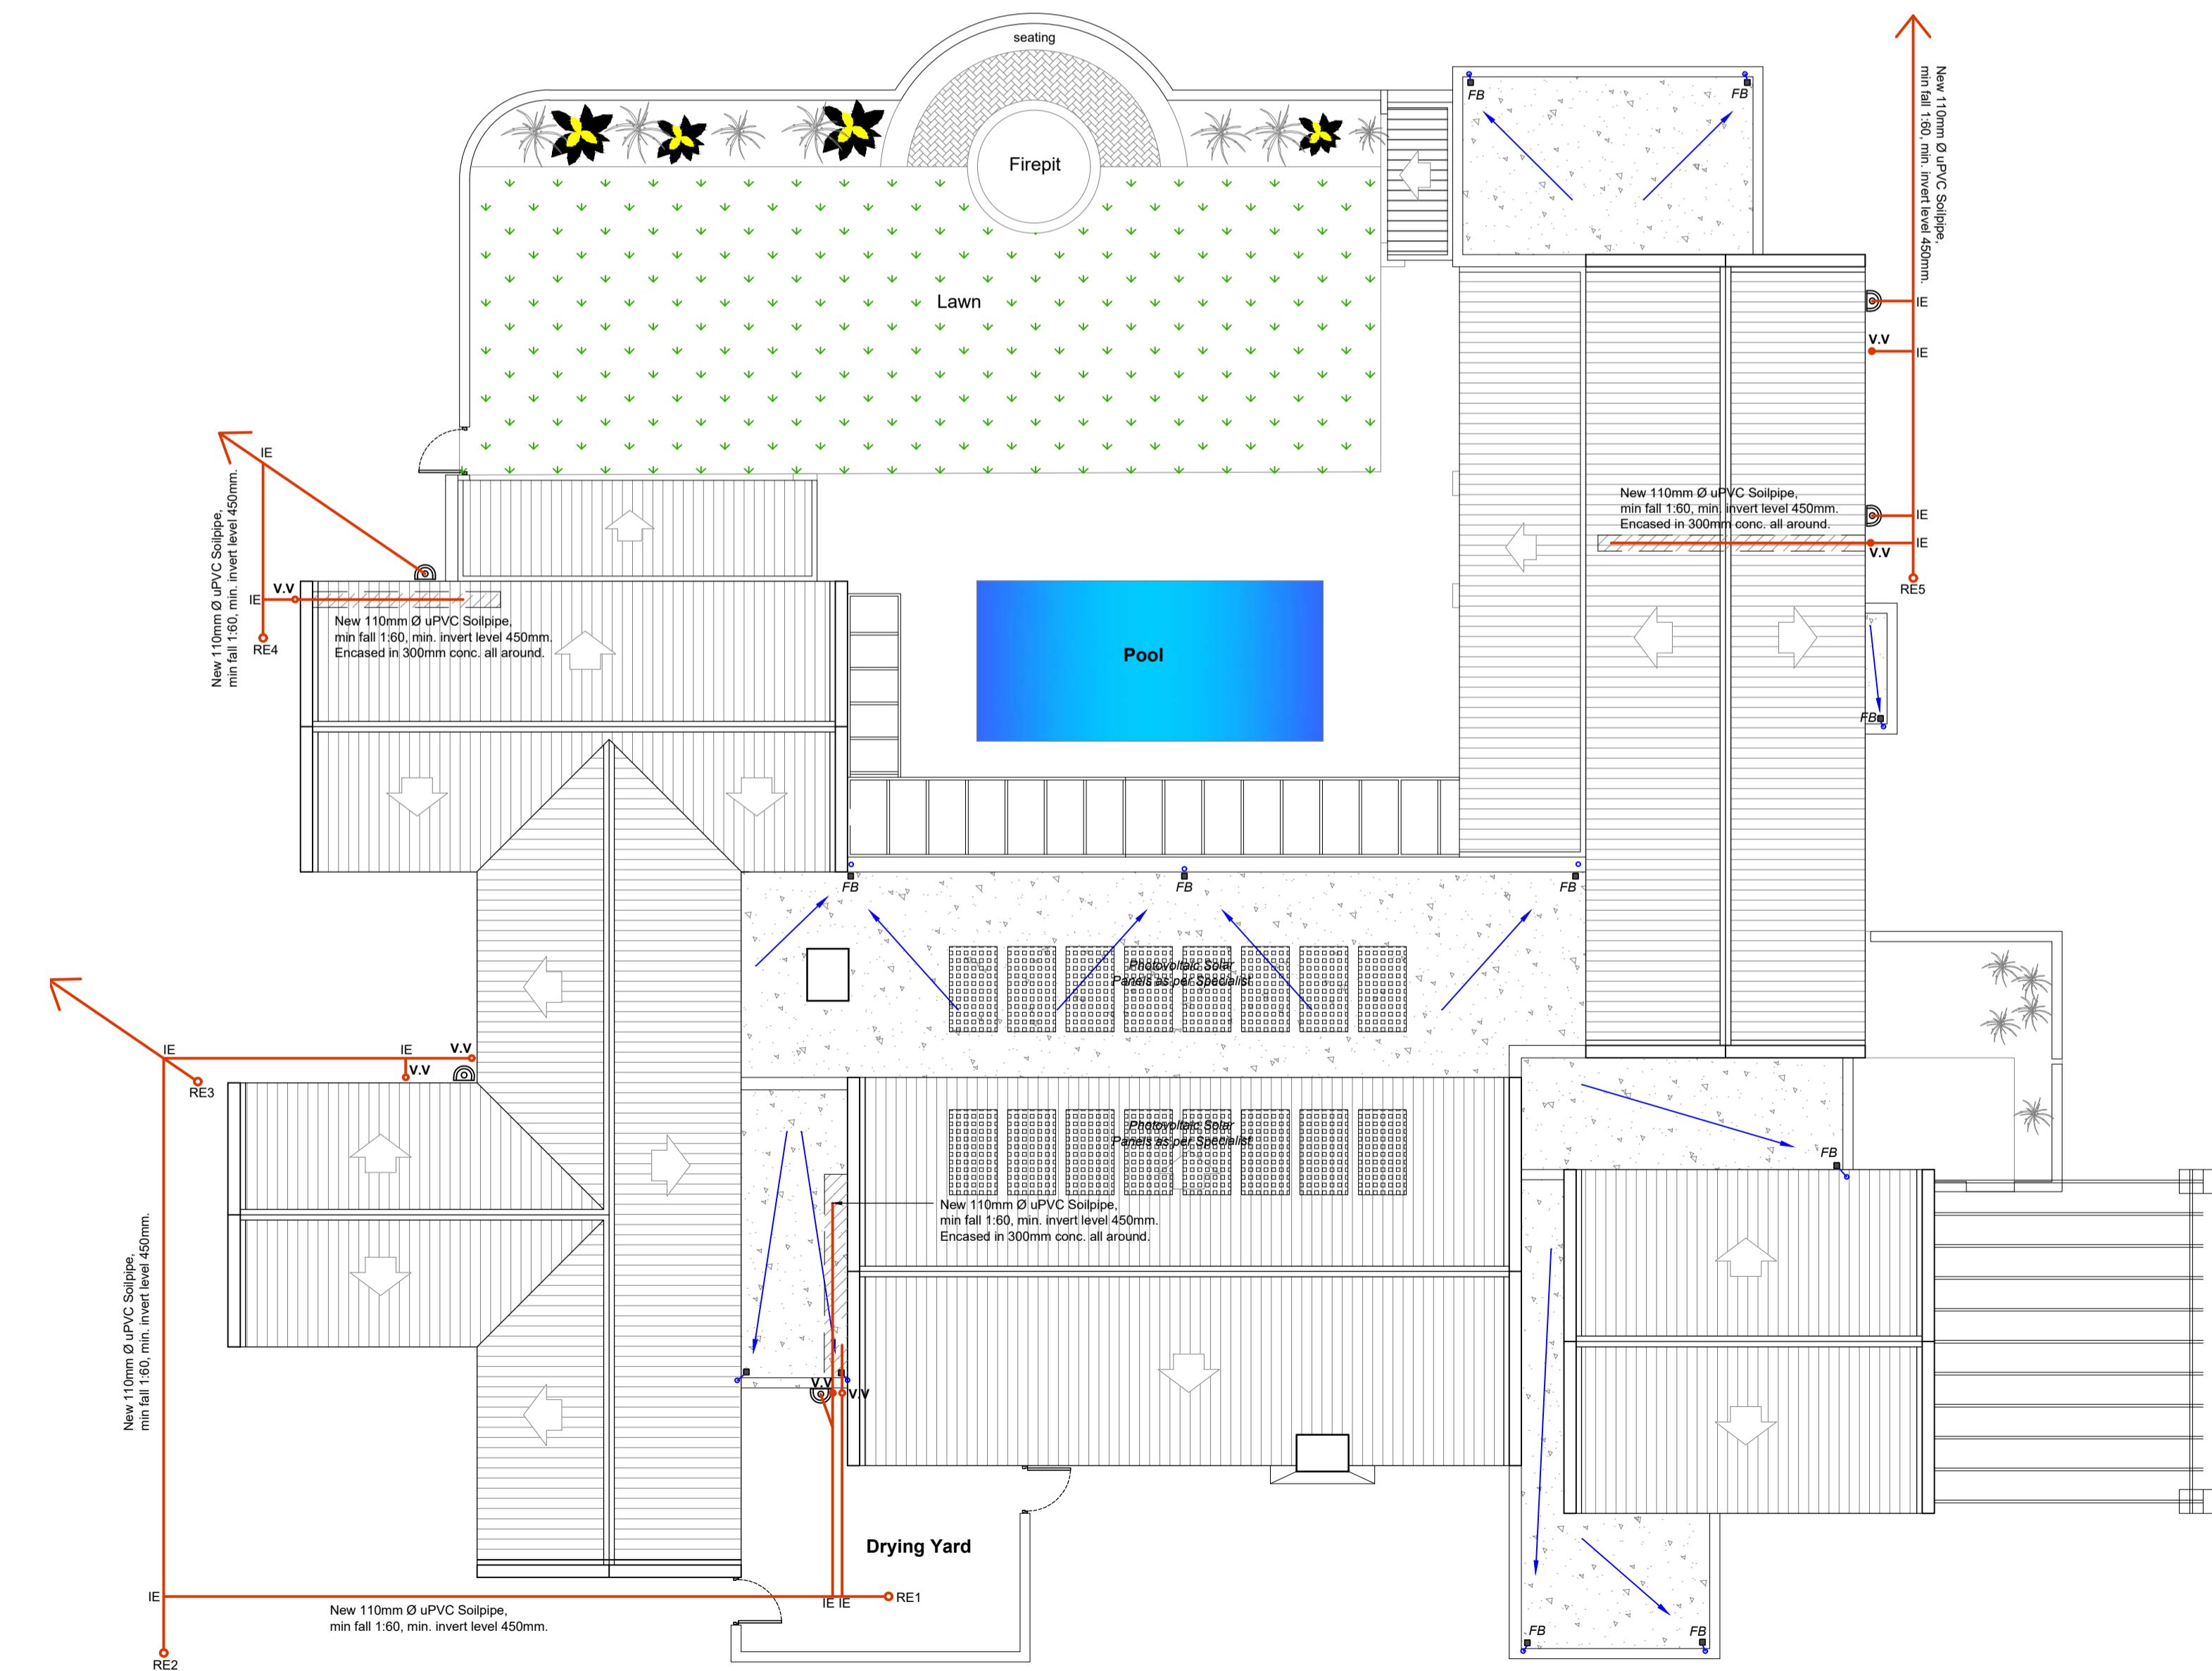 seating
FB
FB
New 110mm Ø uPVC Soilpipe,
min fall 1:60, min. invert level 450mm.
Firepit
Lawn
IE
V.V
IE
IE
New 110mm Ø uPVC Soilpipe,
min fall 1:60, min. invert level 450mm.
New 110mm Ø uPVC Soilpipe,
min fall 1:60, min. invert level 450mm.
Encased in 300mm conc. all around.
IE
IE
V.V
RE5
V.V
IE
RE4
New 110mm Ø uPVC Soilpipe,
min fall 1:60, min. invert level 450mm.
Encased in 300mm conc. all around.
Pool
FB
FB
FB
FB
Photovoltaic Solar
Panels as per Specialist
IE
IE
V.V
V.V
RE3
Photovoltaic Solar
Panels as per Specialist
FB
New 110mm Ø uPVC Soilpipe,
min fall 1:60, min. invert level 450mm.
Encased in 300mm conc. all around.
New 110mm Ø uPVC Soilpipe,
min fall 1:60, min. invert level 450mm.
V.V
V.V
Drying Yard
IE
IE IE
RE1
New 110mm Ø uPVC Soilpipe,
min fall 1:60, min. invert level 450mm.
FB
FB
RE2